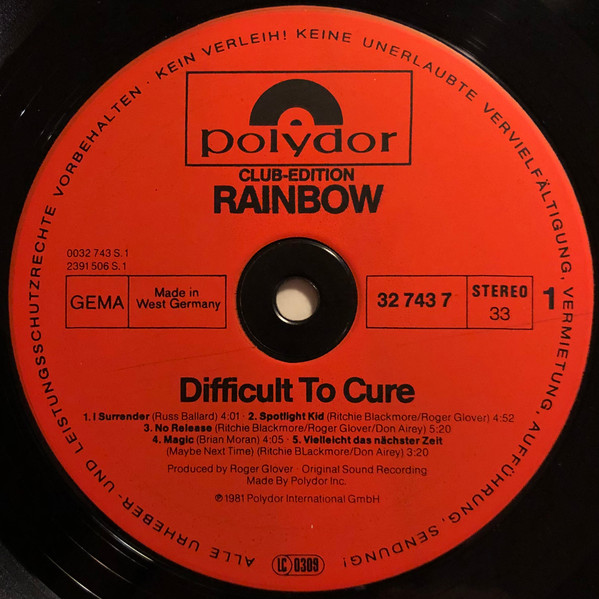 ALLE URHEBER- UND LEISTUNGSSCHUTZRECHTE VORBEHALTEN · KEIN VERLEIH! KEINE UNERLAUBTE VERVIELFÄLTIGUNG, VERMIETUNG, AUFFÜHRUNG, SENDUNG!
polydor
CLUB-EDITION
RAINBOW
0032 743 S.1
2391 506 S.1
GEMA
Made in
West Germany
32 743 7
STEREO
33
1
Difficult To Cure
1. I Surrender (Russ Ballard) 4:01 · 2. Spotlight Kid (Ritchie Blackmore/Roger Glover) 4:52
3. No Release (Ritchie Blackmore/Roger Glover/Don Airey) 5:20
4. Magic (Brian Moran) 4:05 · 5. Vielleicht das nächster Zeit
(Maybe Next Time) (Ritchie BLackmore/Don Airey) 3:20
Produced by Roger Glover · Original Sound Recording
Made By Polydor Inc.
℗ 1981 Polydor International GmbH
LC 0309